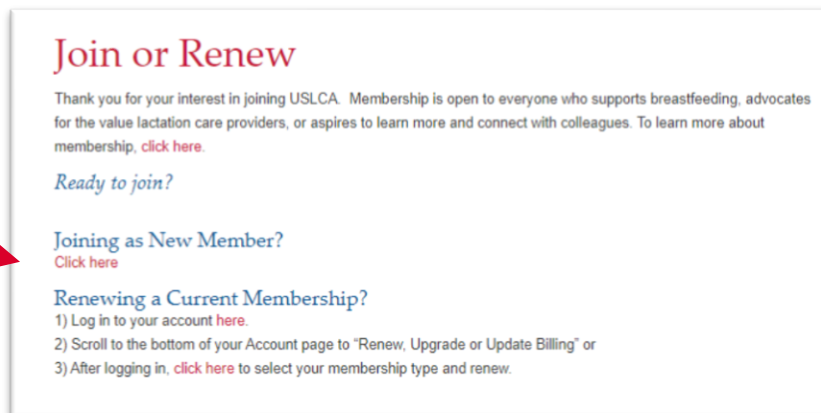 Join or Renew
Thank you for your interest in joining USLCA.  Membership is open to everyone who supports breastfeeding, advocates
for the value lactation care providers, or aspires to learn more and connect with colleagues. To learn more about
membership, click here.
Ready to join?
Joining as New Member?
Click here
Renewing a Current Membership?
1) Log in to your account here.
2) Scroll to the bottom of your Account page to “Renew, Upgrade or Update Billing” or
3) After logging in, click here to select your membership type and renew.